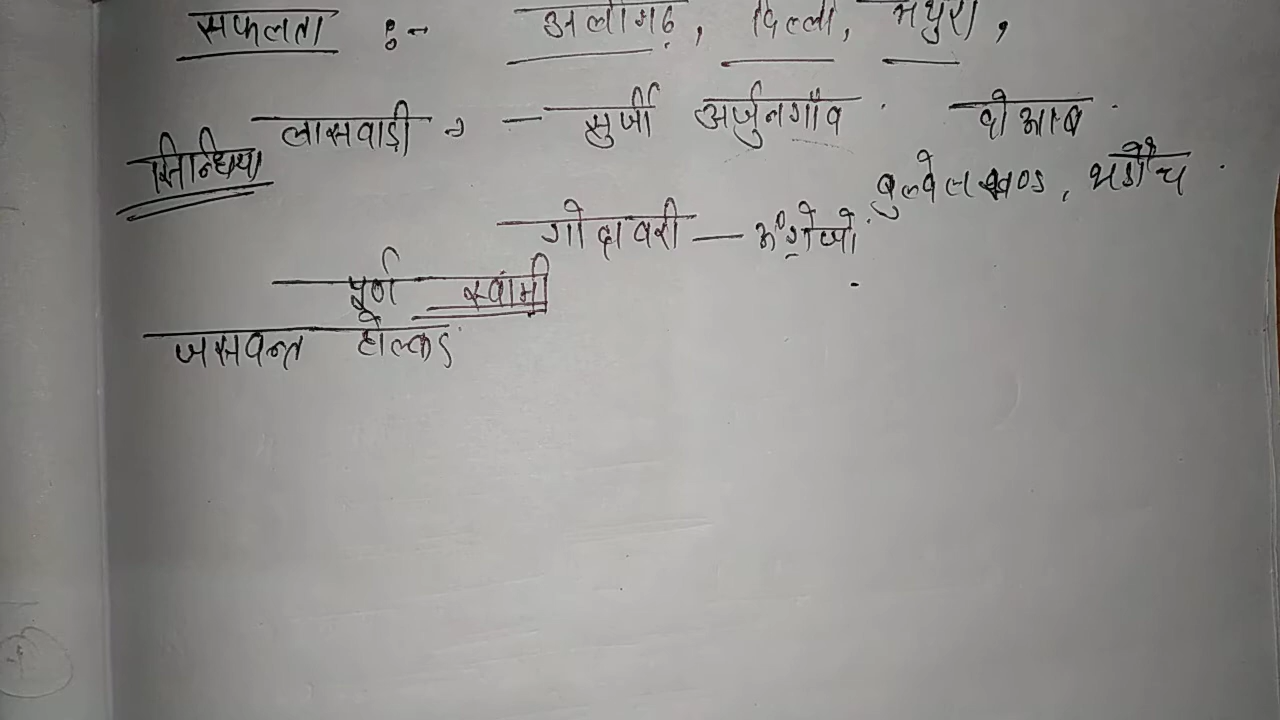 सफलता :- अलीगढ़, दिल्ली, मथुरा,
लासवाड़ी → — सुर्जी अर्जुनगाँव . दोआब .
सिन्धिया
बुन्देलखण्ड, भडौच .
गोदावरी — अंग्रेजो .
पूर्ण स्वामी
जसवन्त होल्कर